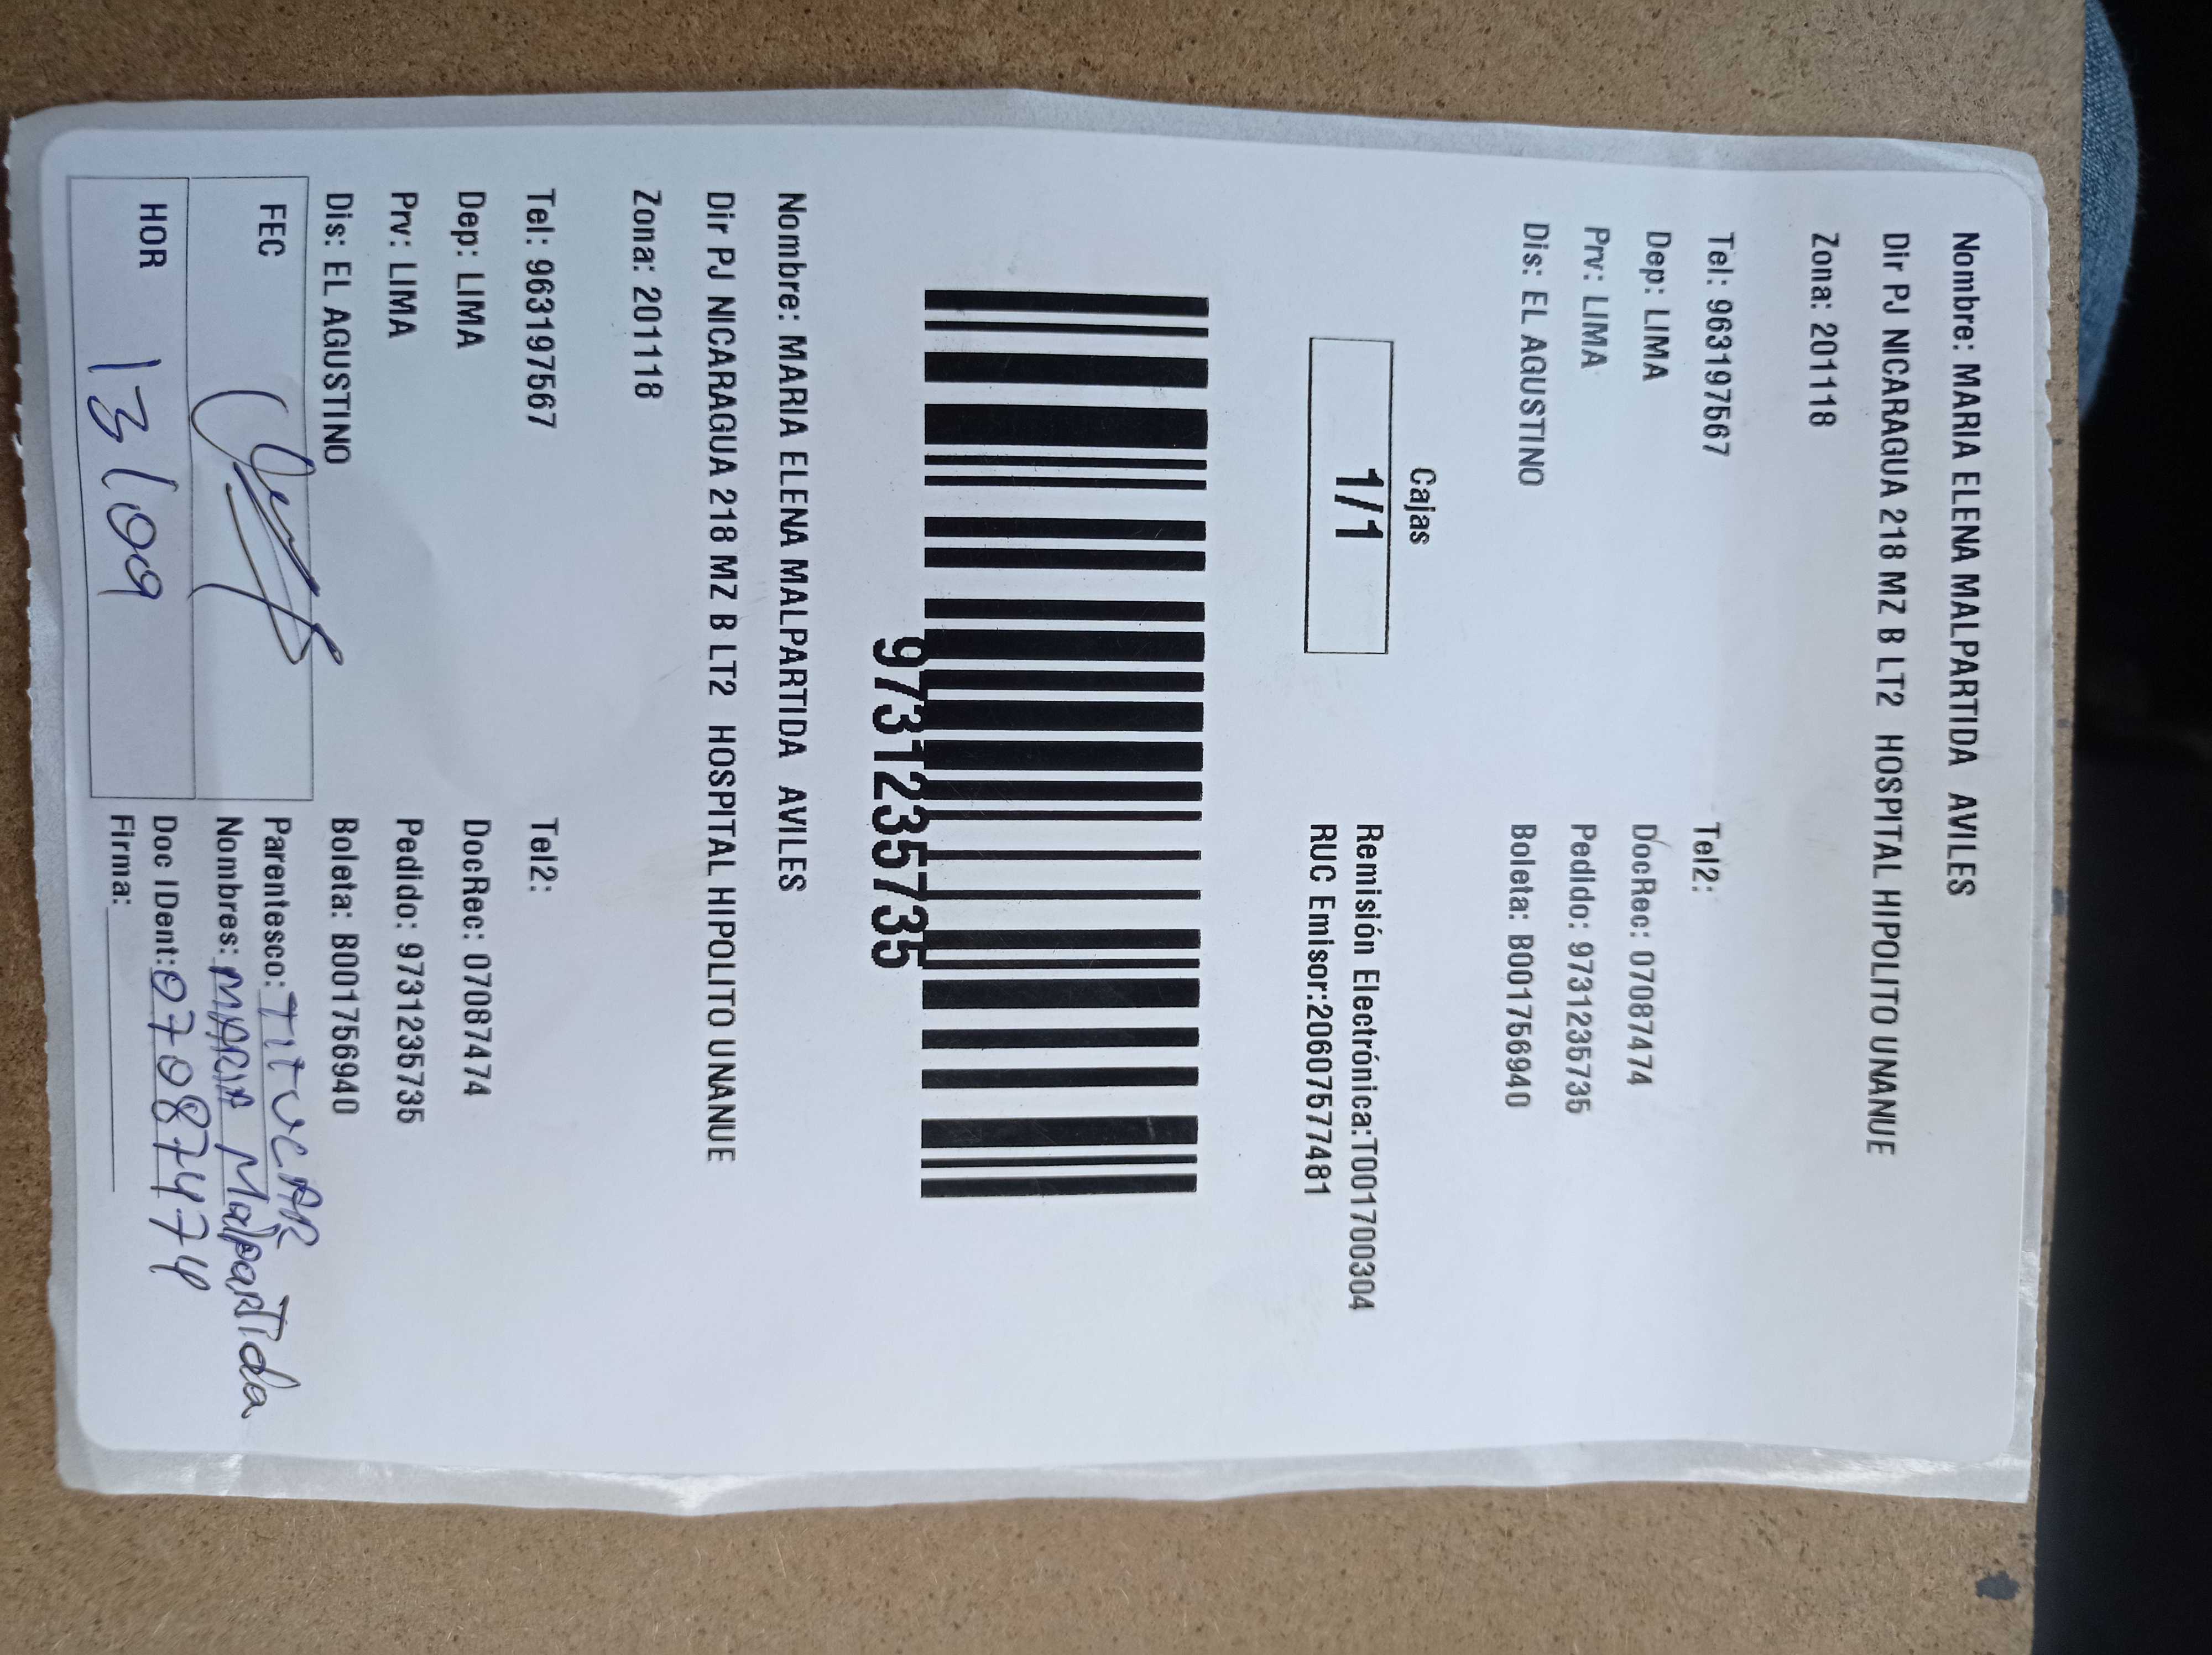 Nombre: MARIA ELENA MALPARTIDA AVILES
Dir PJ NICARAGUA 218 MZ B LT2 HOSPITAL HIPOLITO UNANUE
Zona: 201118
Tel: 963197567 Tel2:
Dep: LIMA DocRec: 07087474
Prv: LIMA Pedido: 9731235735
Dis: EL AGUSTINO Boleta: B001756940
Cajas
1/1
Remisión Electrónica:T001700304
RUC Emisor:20607577481
9731235735
Nombre: MARIA ELENA MALPARTIDA AVILES
Dir PJ NICARAGUA 218 MZ B LT2 HOSPITAL HIPOLITO UNANUE
Zona: 201118
Tel: 963197567 Tel2:
Dep: LIMA DocRec: 07087474
Prv: LIMA Pedido: 9731235735
Dis: EL AGUSTINO Boleta: B001756940
FEC Parentesco: TITULAR
Nombres: MARIA Malpartida
HOR 13/09 Doc IDent: 07087474
Firma: